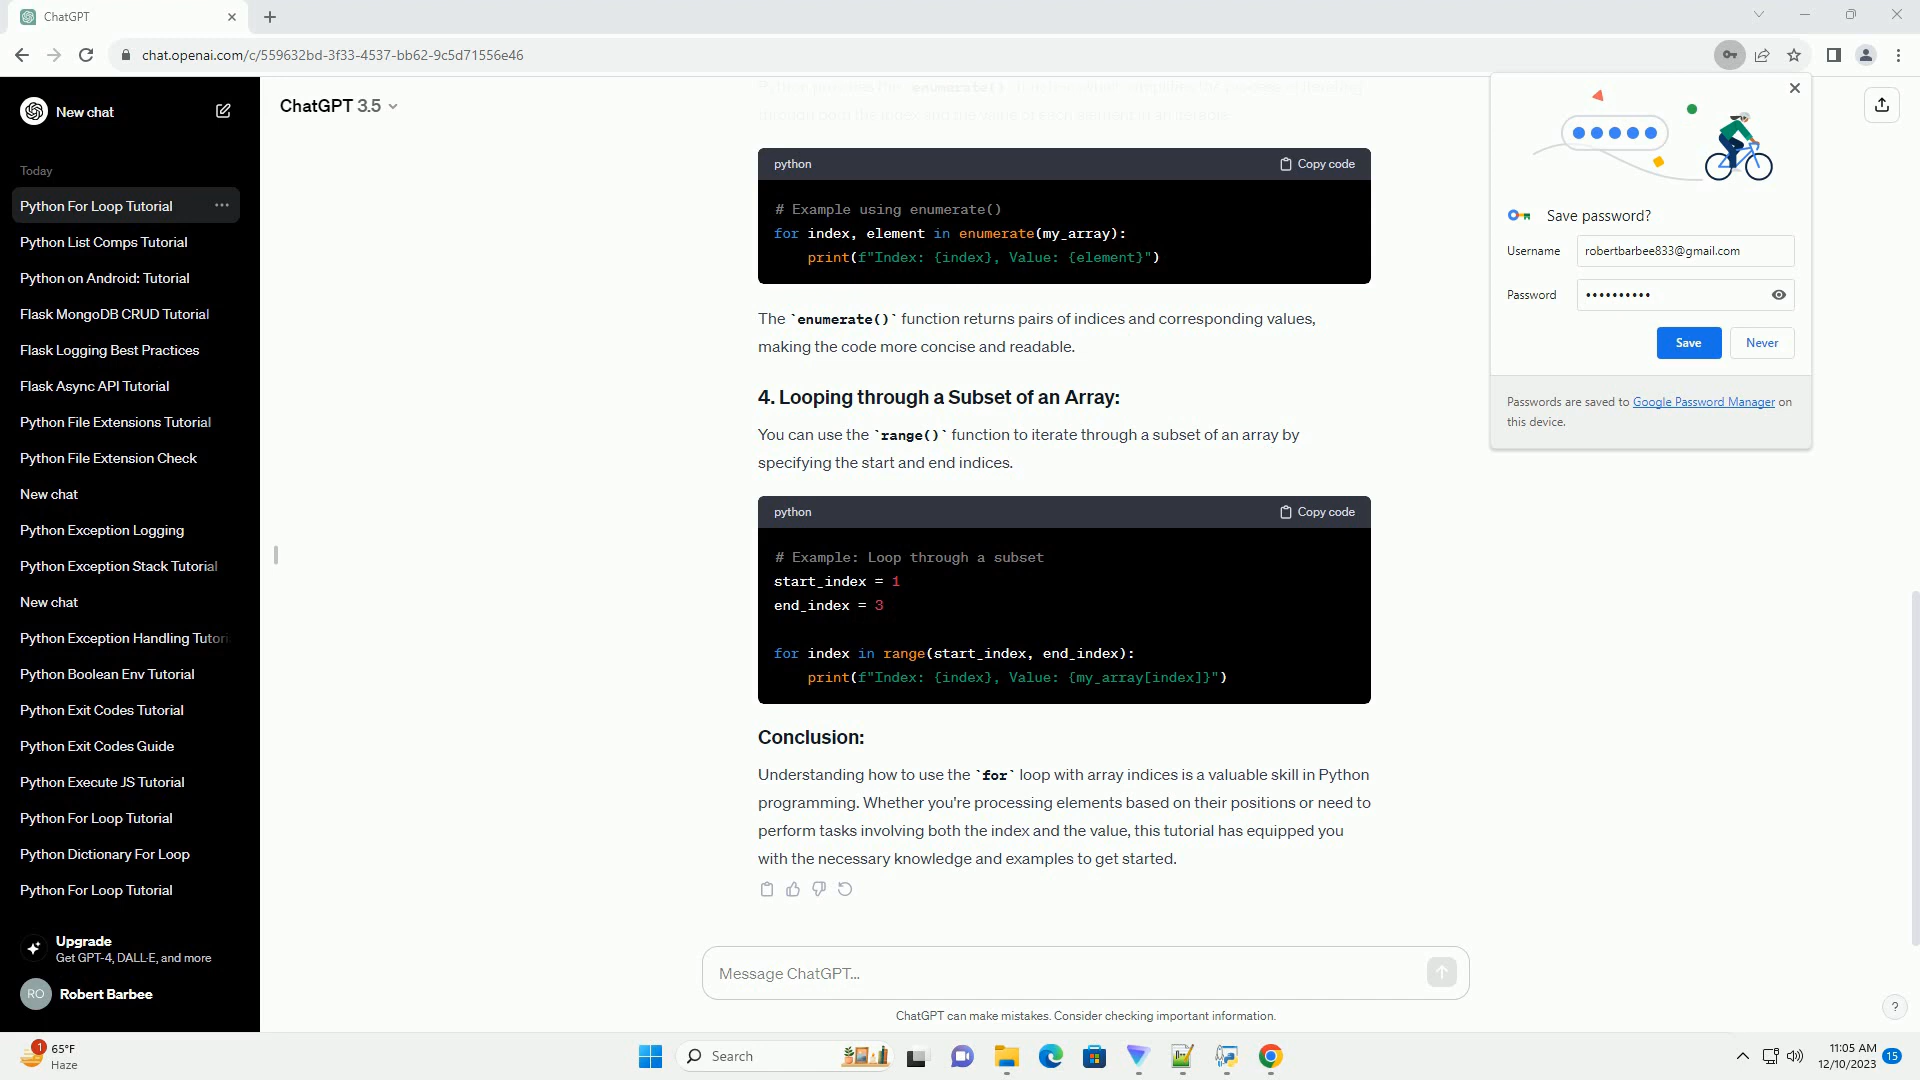 ChatGPT
chat.openai.com/c/559632bd-3f33-4537-bb62-9c5d71556e46
New chat
Today
Python For Loop Tutorial
Python List Comps Tutorial
Python on Android: Tutorial
Flask MongoDB CRUD Tutorial
Flask Logging Best Practices
Flask Async API Tutorial
Python File Extensions Tutorial
Python File Extension Check
New chat
Python Exception Logging
Python Exception Stack Tutorial
New chat
Python Exception Handling Tutori
Python Boolean Env Tutorial
Python Exit Codes Tutorial
Python Exit Codes Guide
Python Execute JS Tutorial
Python For Loop Tutorial
Python Dictionary For Loop
Python For Loop Tutorial
Upgrade
Get GPT-4, DALL·E, and more
RO Robert Barbee
ChatGPT 3.5
python Copy code
# Example using enumerate()
for index, element in enumerate(my_array):
print(f"Index: {index}, Value: {element}")
The `enumerate()` function returns pairs of indices and corresponding values,
making the code more concise and readable.
4. Looping through a Subset of an Array:
You can use the `range()` function to iterate through a subset of an array by
specifying the start and end indices.
python Copy code
# Example: Loop through a subset
start_index = 1
end_index = 3
for index in range(start_index, end_index):
print(f"Index: {index}, Value: {my_array[index]}")
Conclusion:
Understanding how to use the `for` loop with array indices is a valuable skill in Python
programming. Whether you're processing elements based on their positions or need to
perform tasks involving both the index and the value, this tutorial has equipped you
with the necessary knowledge and examples to get started.
Message ChatGPT...
ChatGPT can make mistakes. Consider checking important information.
?
Save password?
Username robertbarbee833@gmail.com
Password ••••••••••
Save Never
Passwords are saved to Google Password Manager on
this device.
1
65°F
Haze
Search
11:05 AM
12/10/2023
15